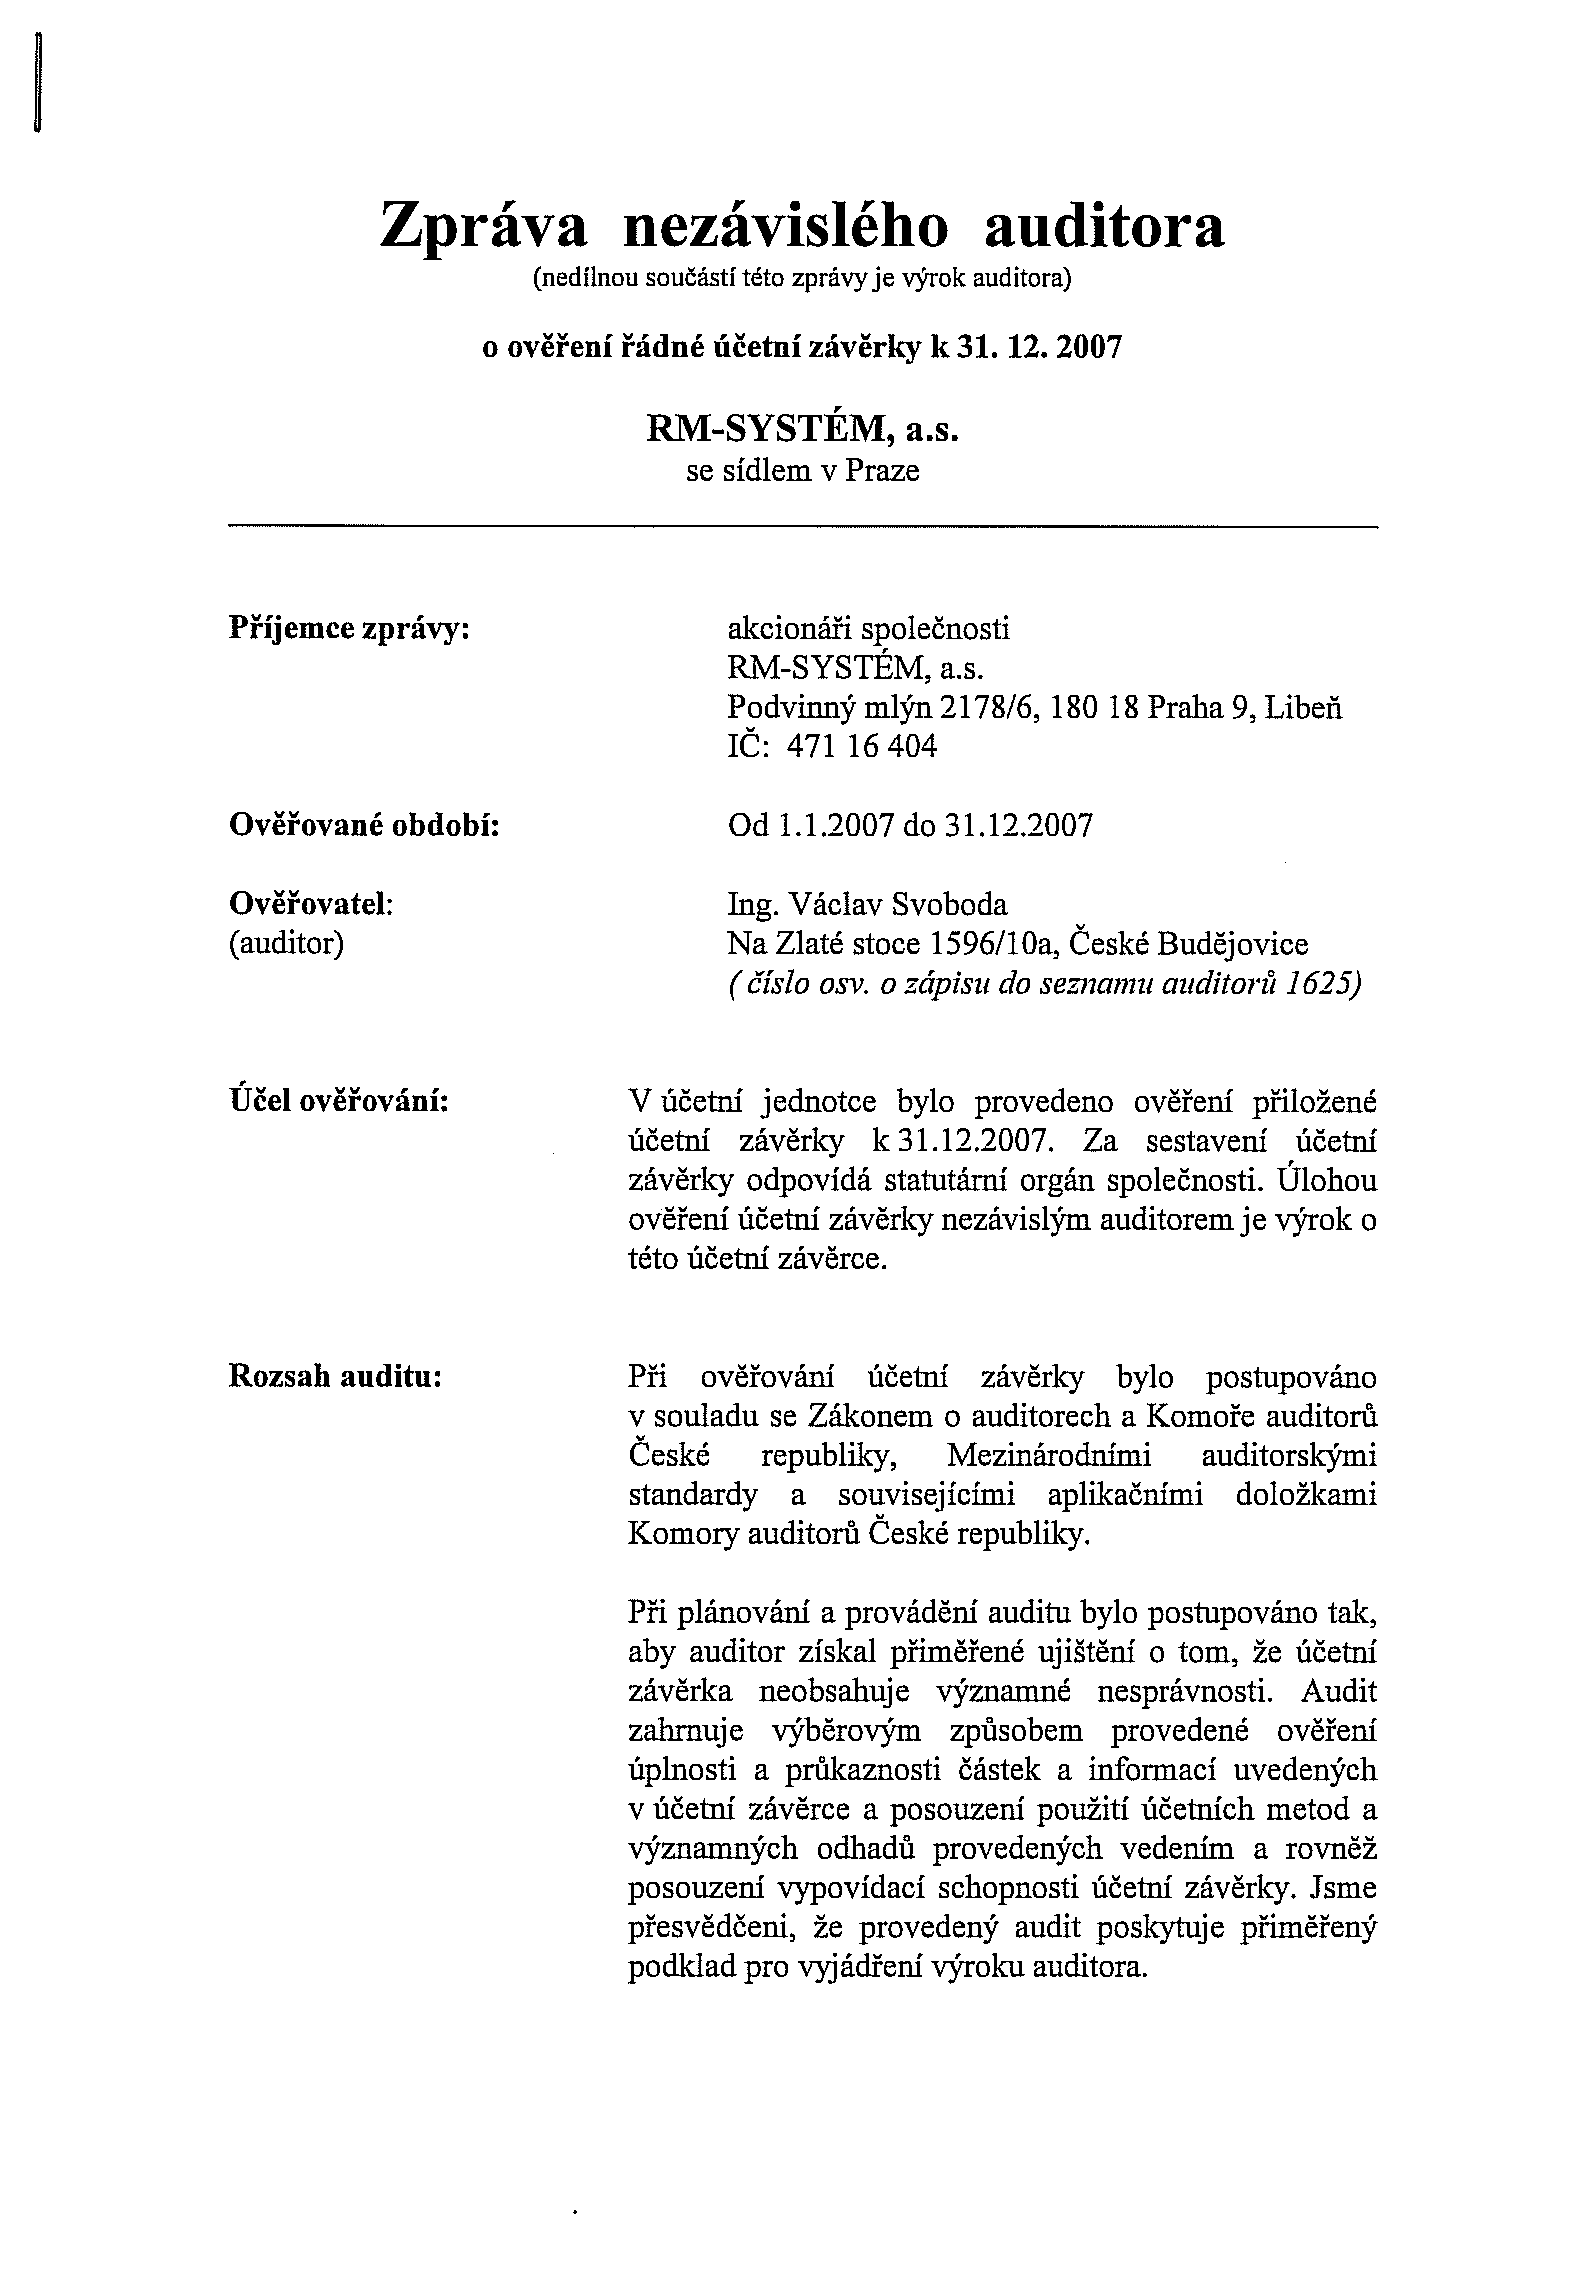 Zpráva nezávislého auditora
(nedílnou součástí této zprávy je výrok auditora)
o ověření řádné účetní závěrky k 31. 12. 2007
RM-SYSTÉM, a.s.
se sídlem v Praze
Příjemce zprávy:
akcionáři společnosti
RM-SYSTÉM, a.s.
Podvinný mlýn 2178/6, 180 18 Praha 9, Libeň
IČ: 471 16 404
Ověřované období:
Od 1.1.2007 do 31.12.2007
Ověřovatel:
(auditor)
Ing. Václav Svoboda
Na Zlaté stoce 1596/10a, České Budějovice
( číslo osv. o zápisu do seznamu auditorů 1625)
Účel ověřování:
V účetní jednotce bylo provedeno ověření přiložené
účetní závěrky k 31.12.2007. Za sestavení účetní
závěrky odpovídá statutární orgán společnosti. Úlohou
ověření účetní závěrky nezávislým auditorem je výrok o
této účetní závěrce.
Rozsah auditu:
Při ověřování účetní závěrky bylo postupováno
v souladu se Zákonem o auditorech a Komoře auditorů
České republiky, Mezinárodními auditorskými
standardy a souvisejícími aplikačními doložkami
Komory auditorů České republiky.
Při plánování a provádění auditu bylo postupováno tak,
aby auditor získal přiměřené ujištění o tom, že účetní
závěrka neobsahuje významné nesprávnosti. Audit
zahrnuje výběrovým způsobem provedené ověření
úplnosti a průkaznosti částek a informací uvedených
v účetní závěrce a posouzení použití účetních metod a
významných odhadů provedených vedením a rovněž
posouzení vypovídací schopnosti účetní závěrky. Jsme
přesvědčeni, že provedený audit poskytuje přiměřený
podklad pro vyjádření výroku auditora.